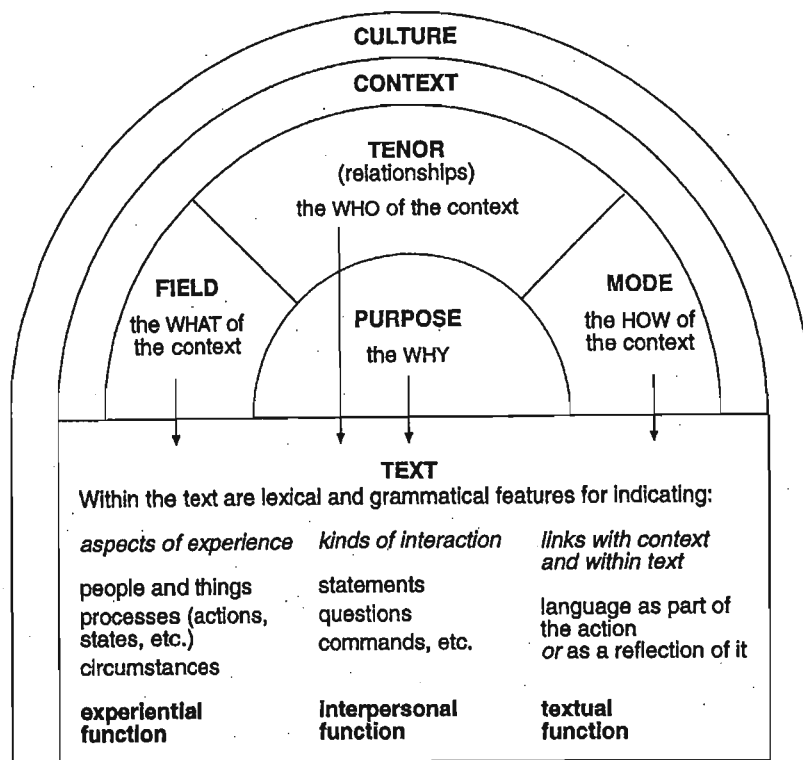 CULTURE
CONTEXT
TENOR
(relationships)
the WHO of the context
FIELD
the WHAT of
the context
PURPOSE
the WHY
MODE
the HOW of
the context
TEXT
Within the text are lexical and grammatical features for indicating:
aspects of experience
people and things
processes (actions,
states, etc.)
circumstances
experiential
function
kinds of interaction
statements
questions
commands, etc.
interpersonal
function
links with context
and within text
language as part of
the action
or as a reflection of it
textual
function